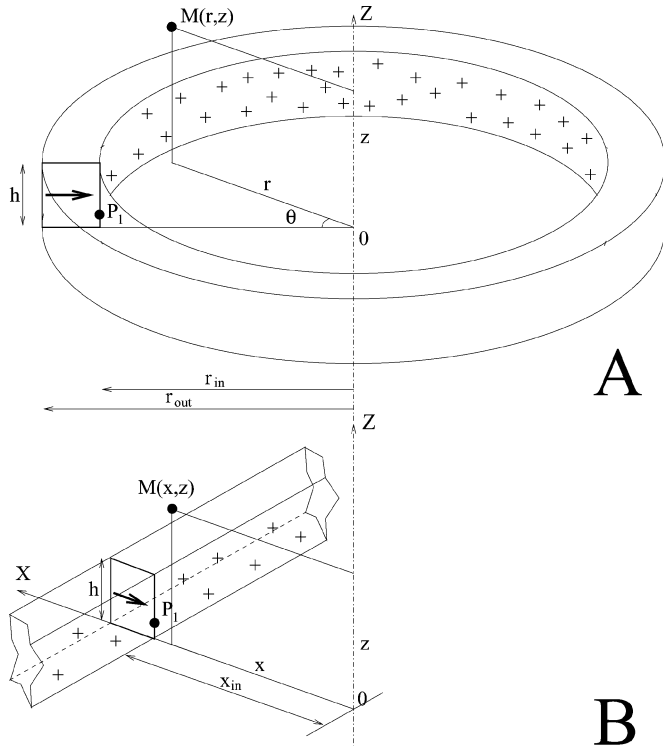 M(r,z)
Z
z
h
r
P1
θ
0
A
r in
r out
Z
M(x,z)
X
h
P1
z
x
x in
0
B